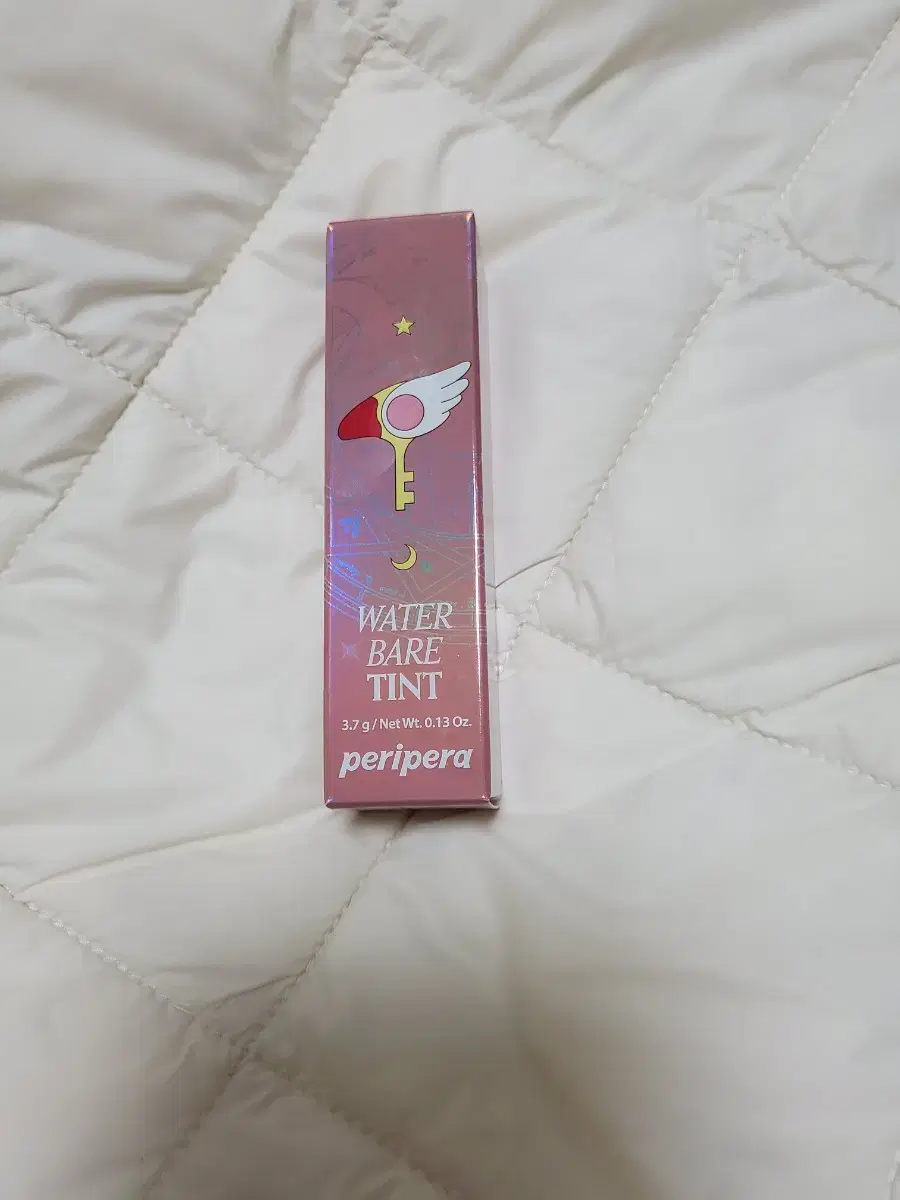 WATER
BARE
TINT
3.7 g / Net Wt. 0.13 Oz.
peripera